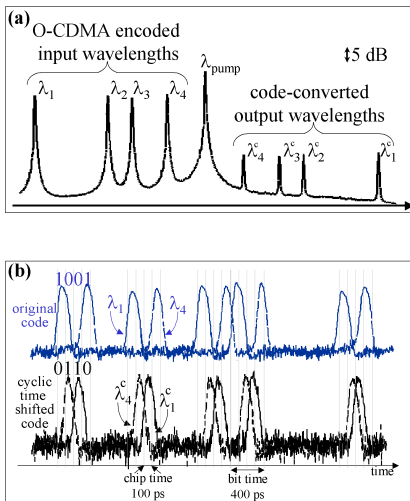 (a)
O-CDMA encoded
input wavelengths
λpump
5 dB
code-converted
output wavelengths
λ1 λ2 λ3 λ4
λc4 λc3 λc2 λc1
(b)
1001
original
code
λ1 λ4
0110
cyclic
time
shifted
code
λc4 λc1
time
chip time
100 ps
bit time
400 ps